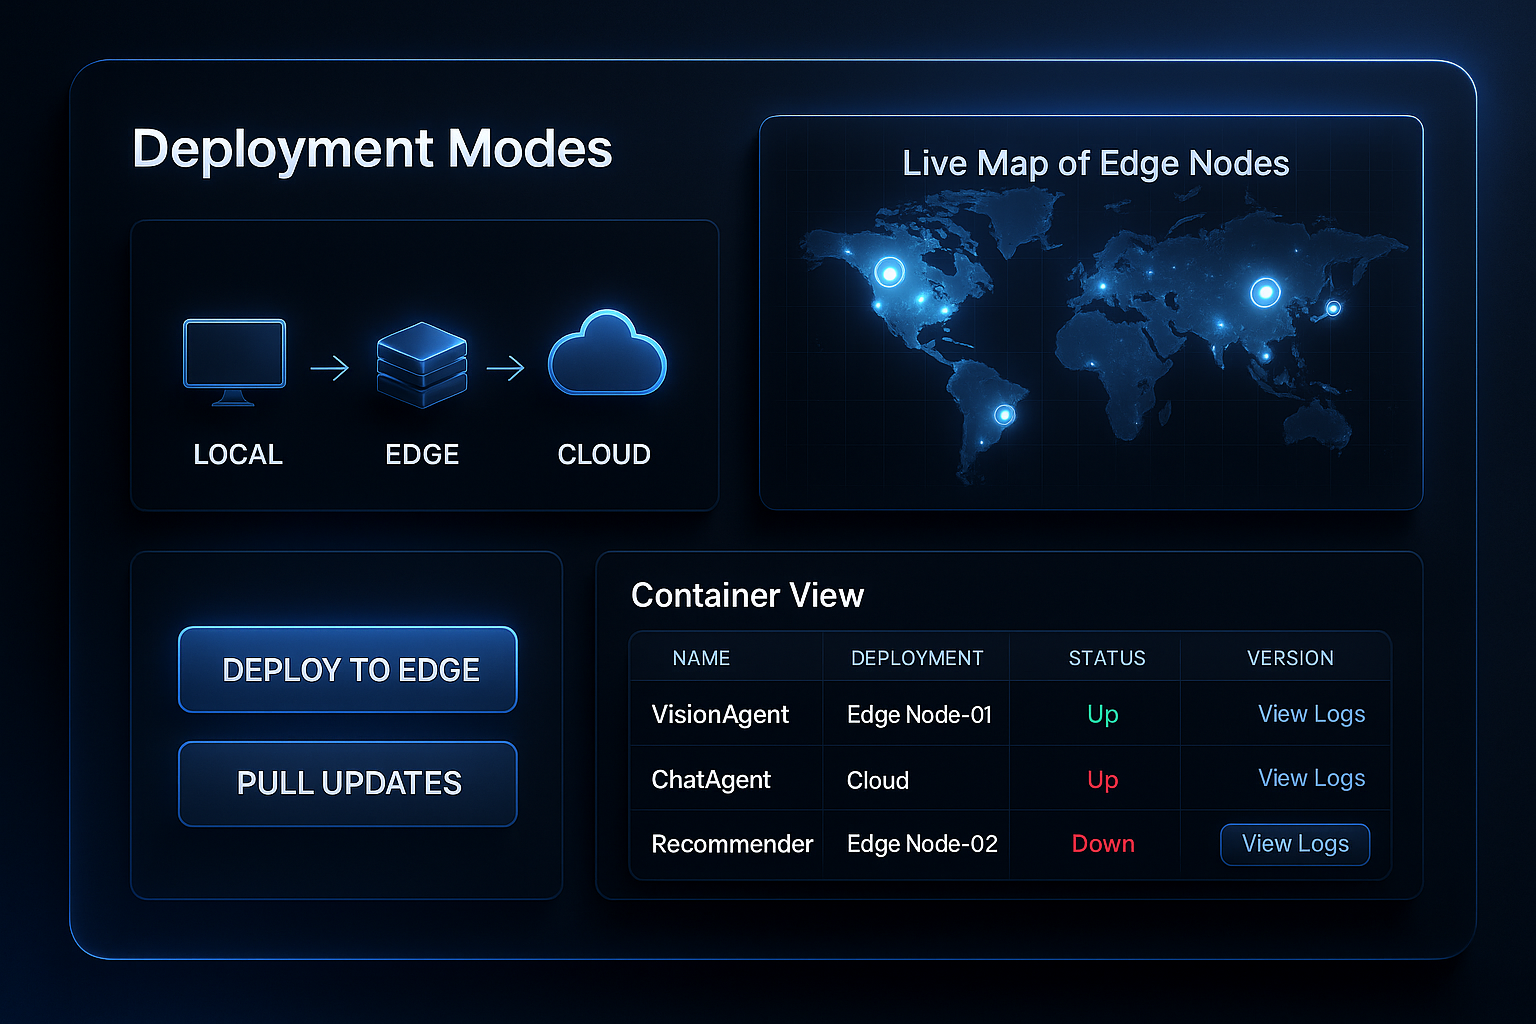 Deployment Modes
LOCAL → EDGE → CLOUD
Live Map of Edge Nodes
DEPLOY TO EDGE
PULL UPDATES
Container View
NAME DEPLOYMENT STATUS VERSION
VisionAgent Edge Node-01 Up View Logs
ChatAgent Cloud Up View Logs
Recommender Edge Node-02 Down View Logs